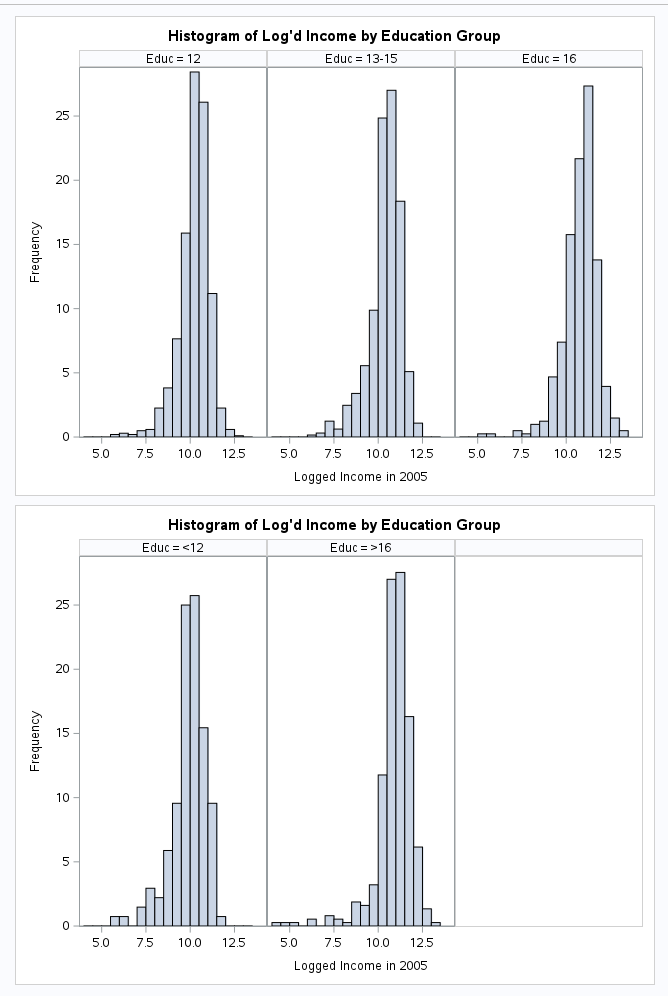 Histogram of Log'd Income by Education Group
Educ = 12 Educ = 13-15 Educ = 16
25
20
15
10
5
0
Frequency
5.0 7.5 10.0 12.5 5.0 7.5 10.0 12.5 5.0 7.5 10.0 12.5
Logged Income in 2005
Histogram of Log'd Income by Education Group
Educ = <12 Educ = >16
25
20
15
10
5
0
Frequency
5.0 7.5 10.0 12.5 5.0 7.5 10.0 12.5
Logged Income in 2005